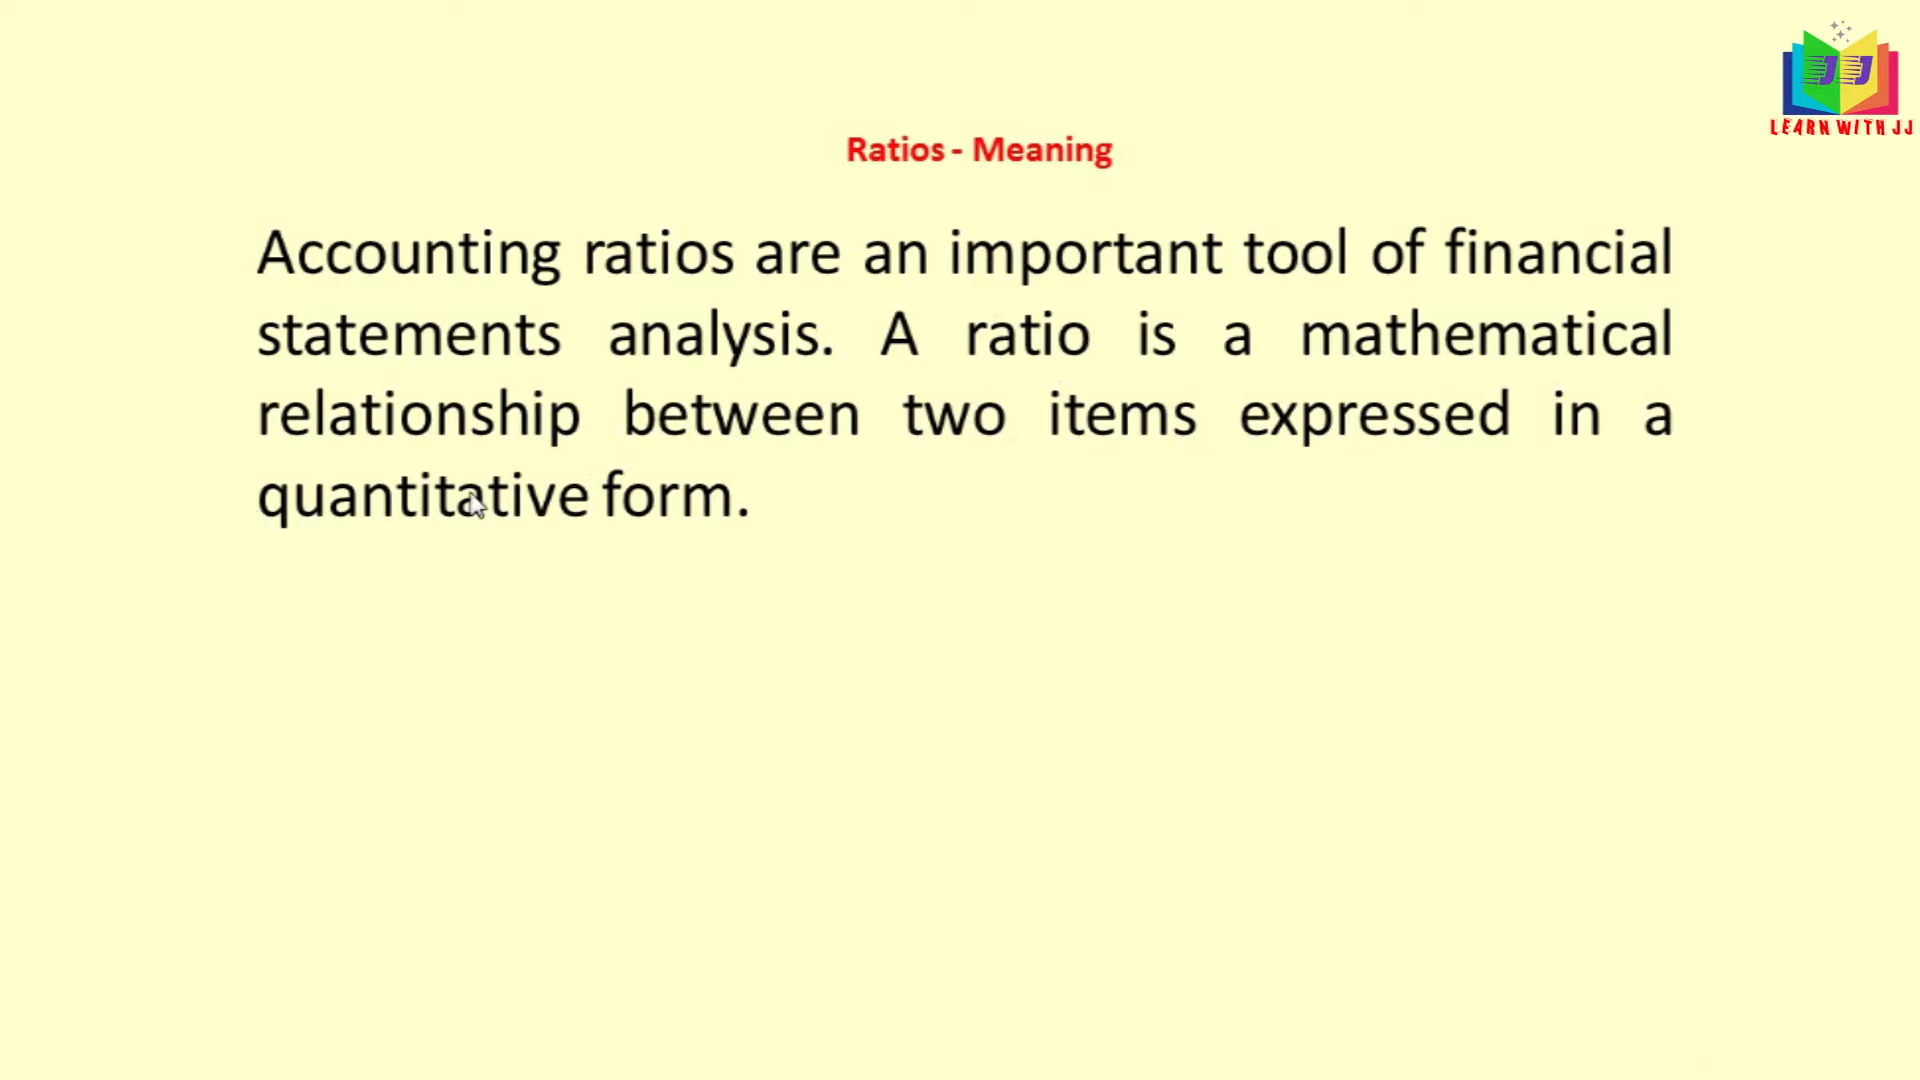 JJ
LEARN WITH JJ
Ratios - Meaning
Accounting ratios are an important tool of financial
statements analysis. A ratio is a mathematical
relationship between two items expressed in a
quantitative form.